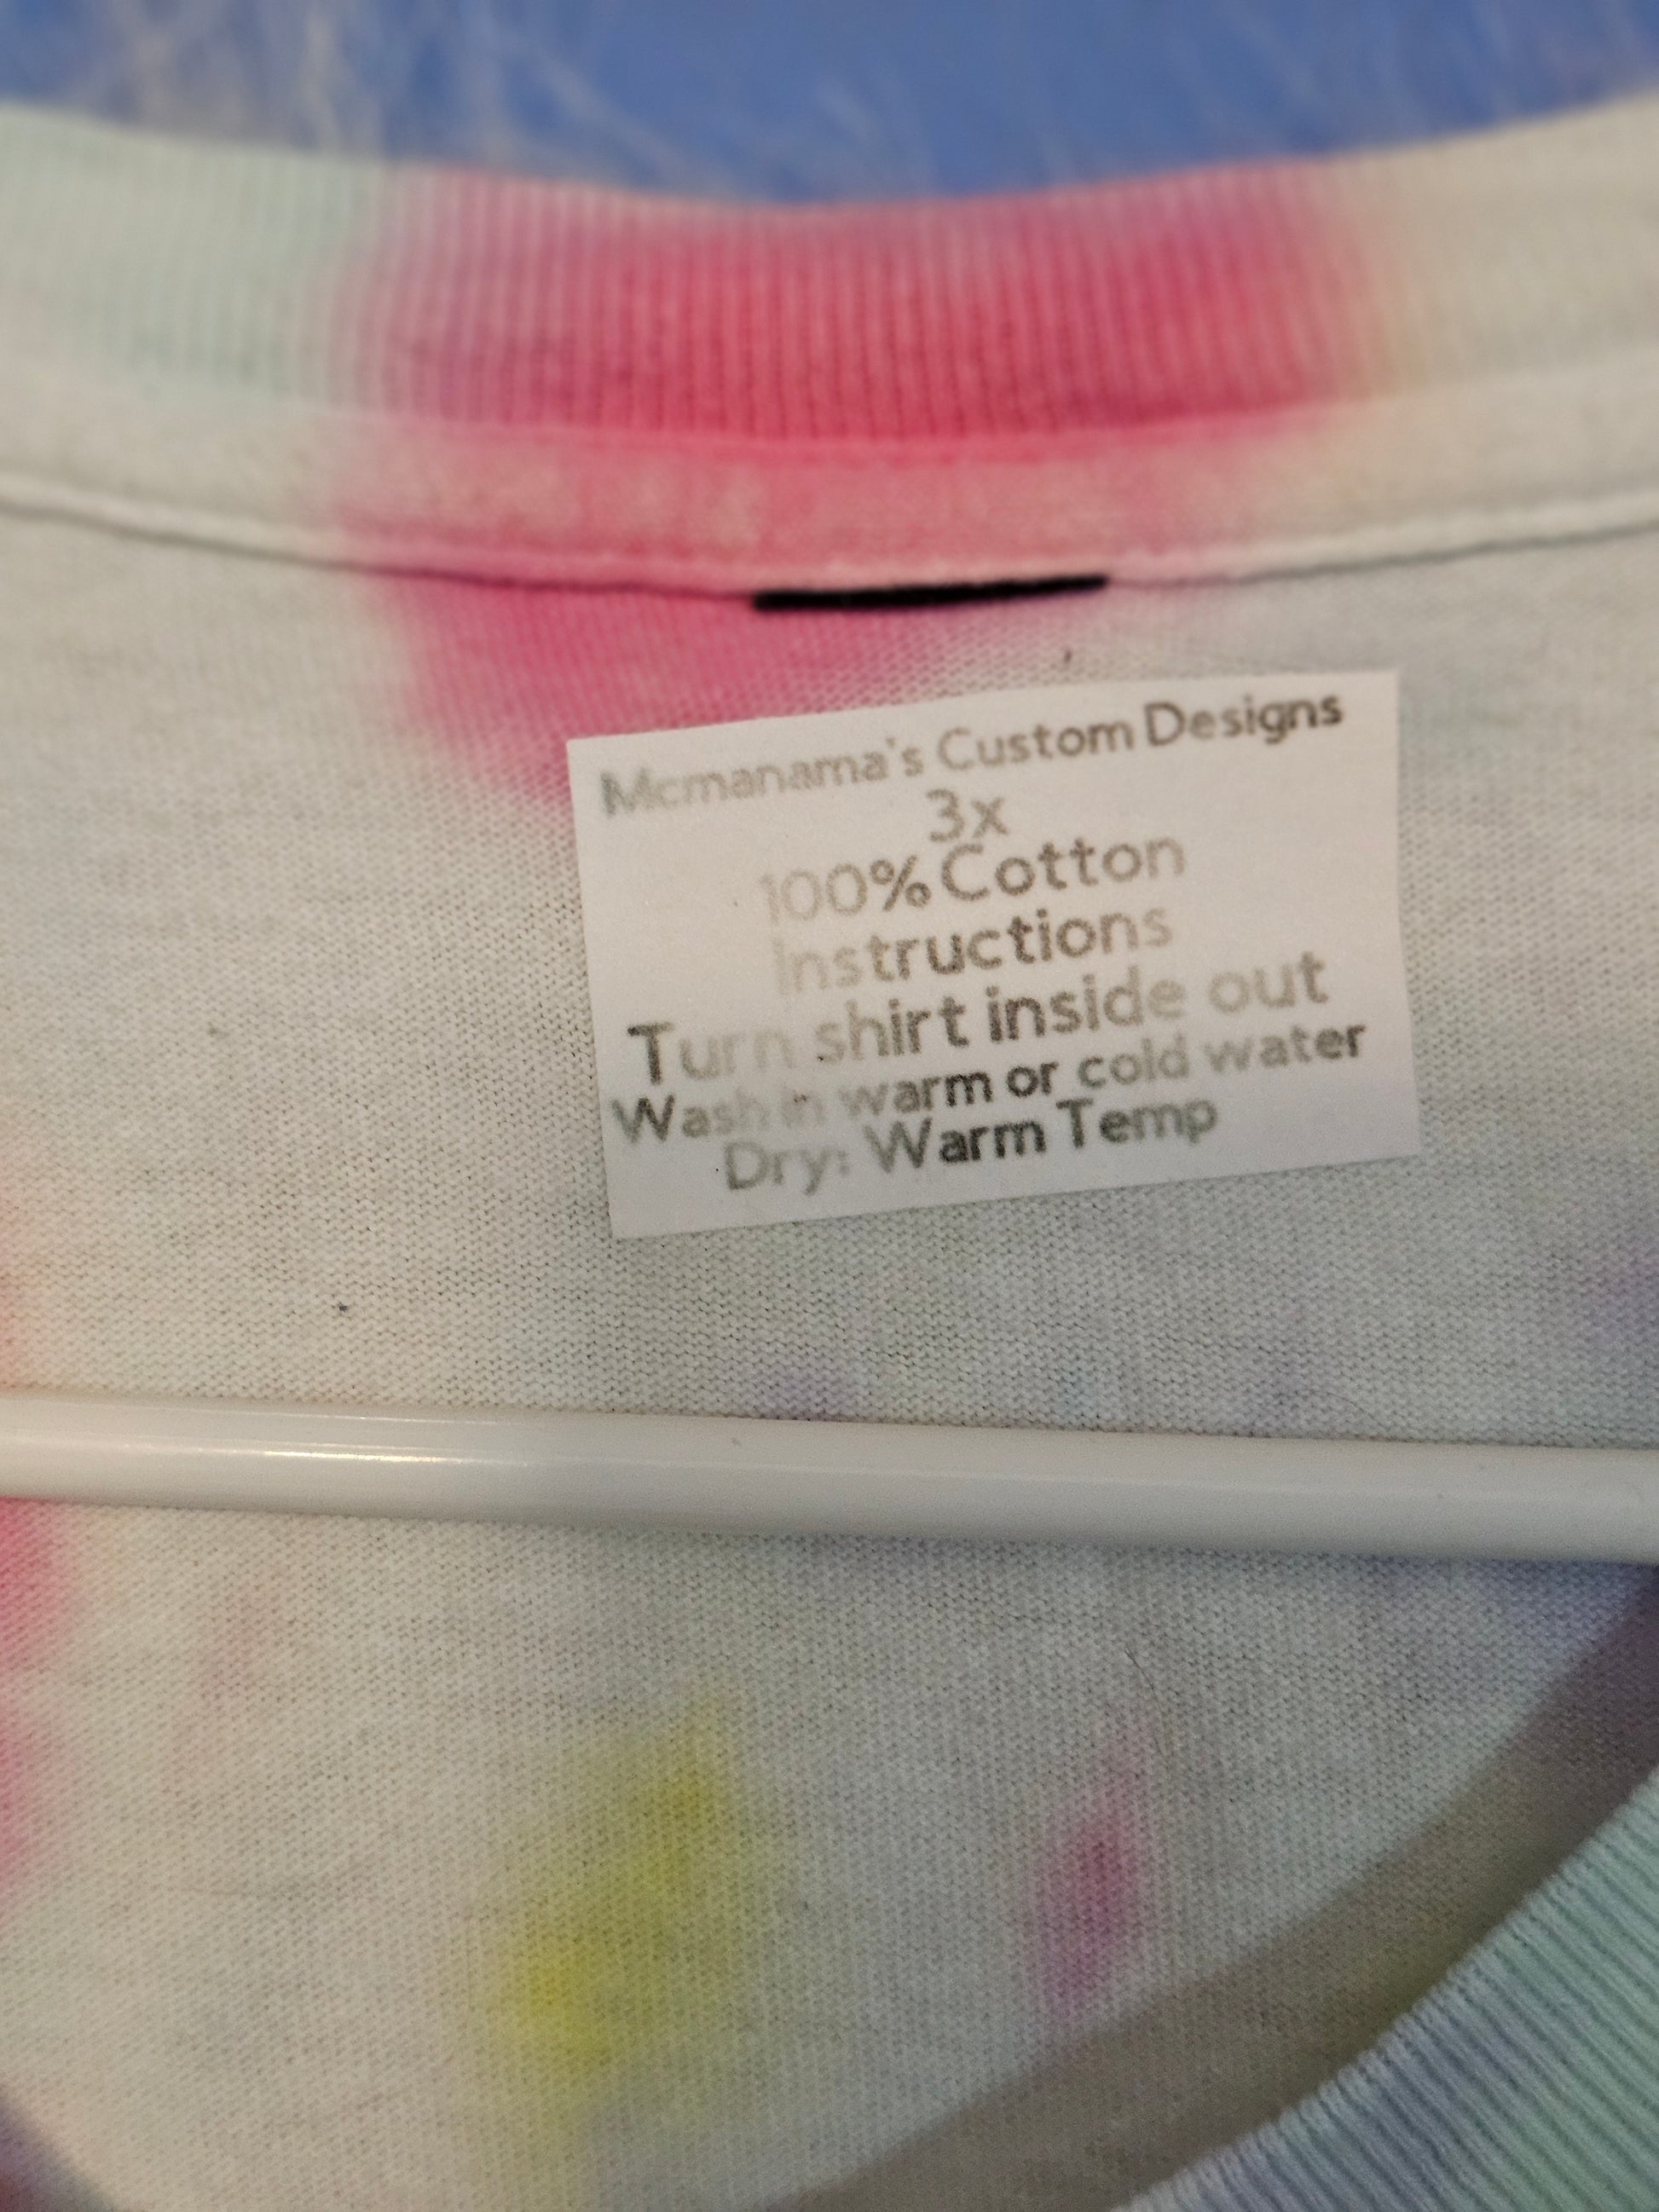 Mcmanama's Custom Designs
3x
100% Cotton
Instructions
Turn shirt inside out
Wash in warm or cold water
Dry: Warm Temp